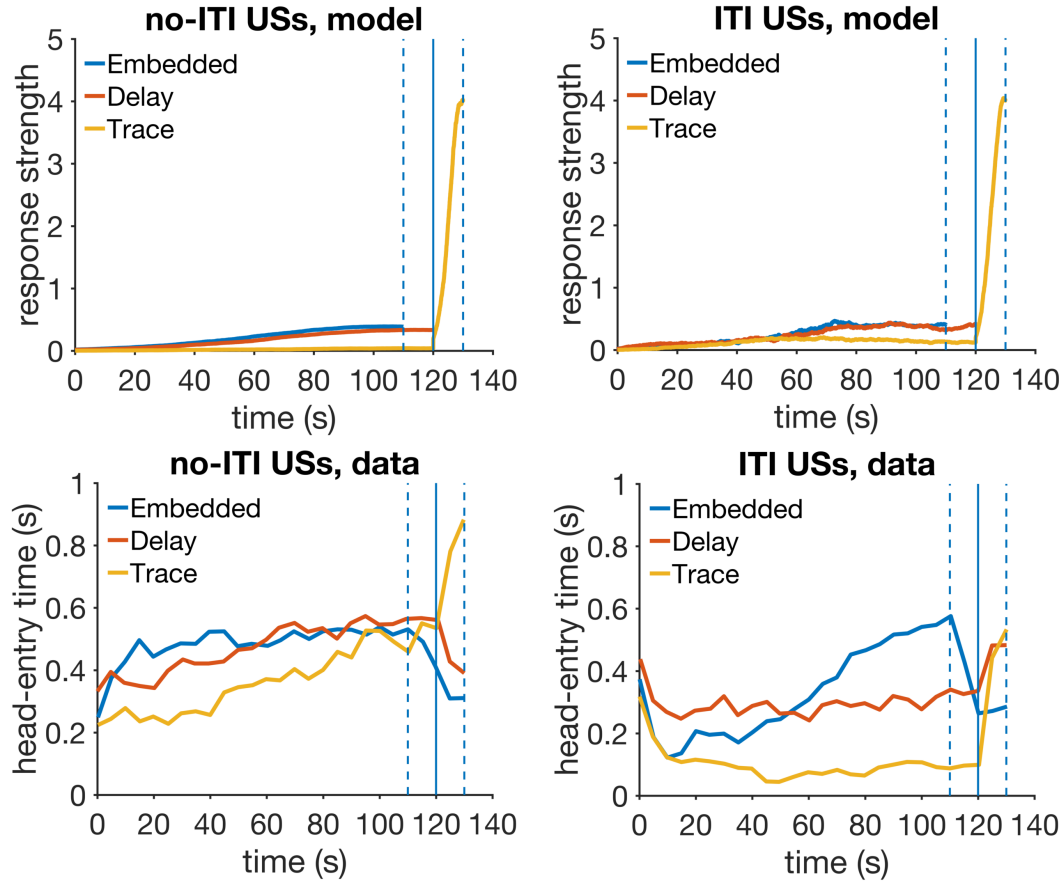 no-ITI USs, model
response strength
5
4
3
2
1
0
Embedded
Delay
Trace
0 20 40 60 80 100 120 140
time (s)
ITI USs, model
response strength
5
4
3
2
1
0
Embedded
Delay
Trace
0 20 40 60 80 100 120 140
time (s)
no-ITI USs, data
head-entry time (s)
1
0.8
0.6
0.4
0.2
0
Embedded
Delay
Trace
0 20 40 60 80 100 120 140
time (s)
ITI USs, data
head-entry time (s)
1
0.8
0.6
0.4
0.2
0
Embedded
Delay
Trace
0 20 40 60 80 100 120 140
time (s)